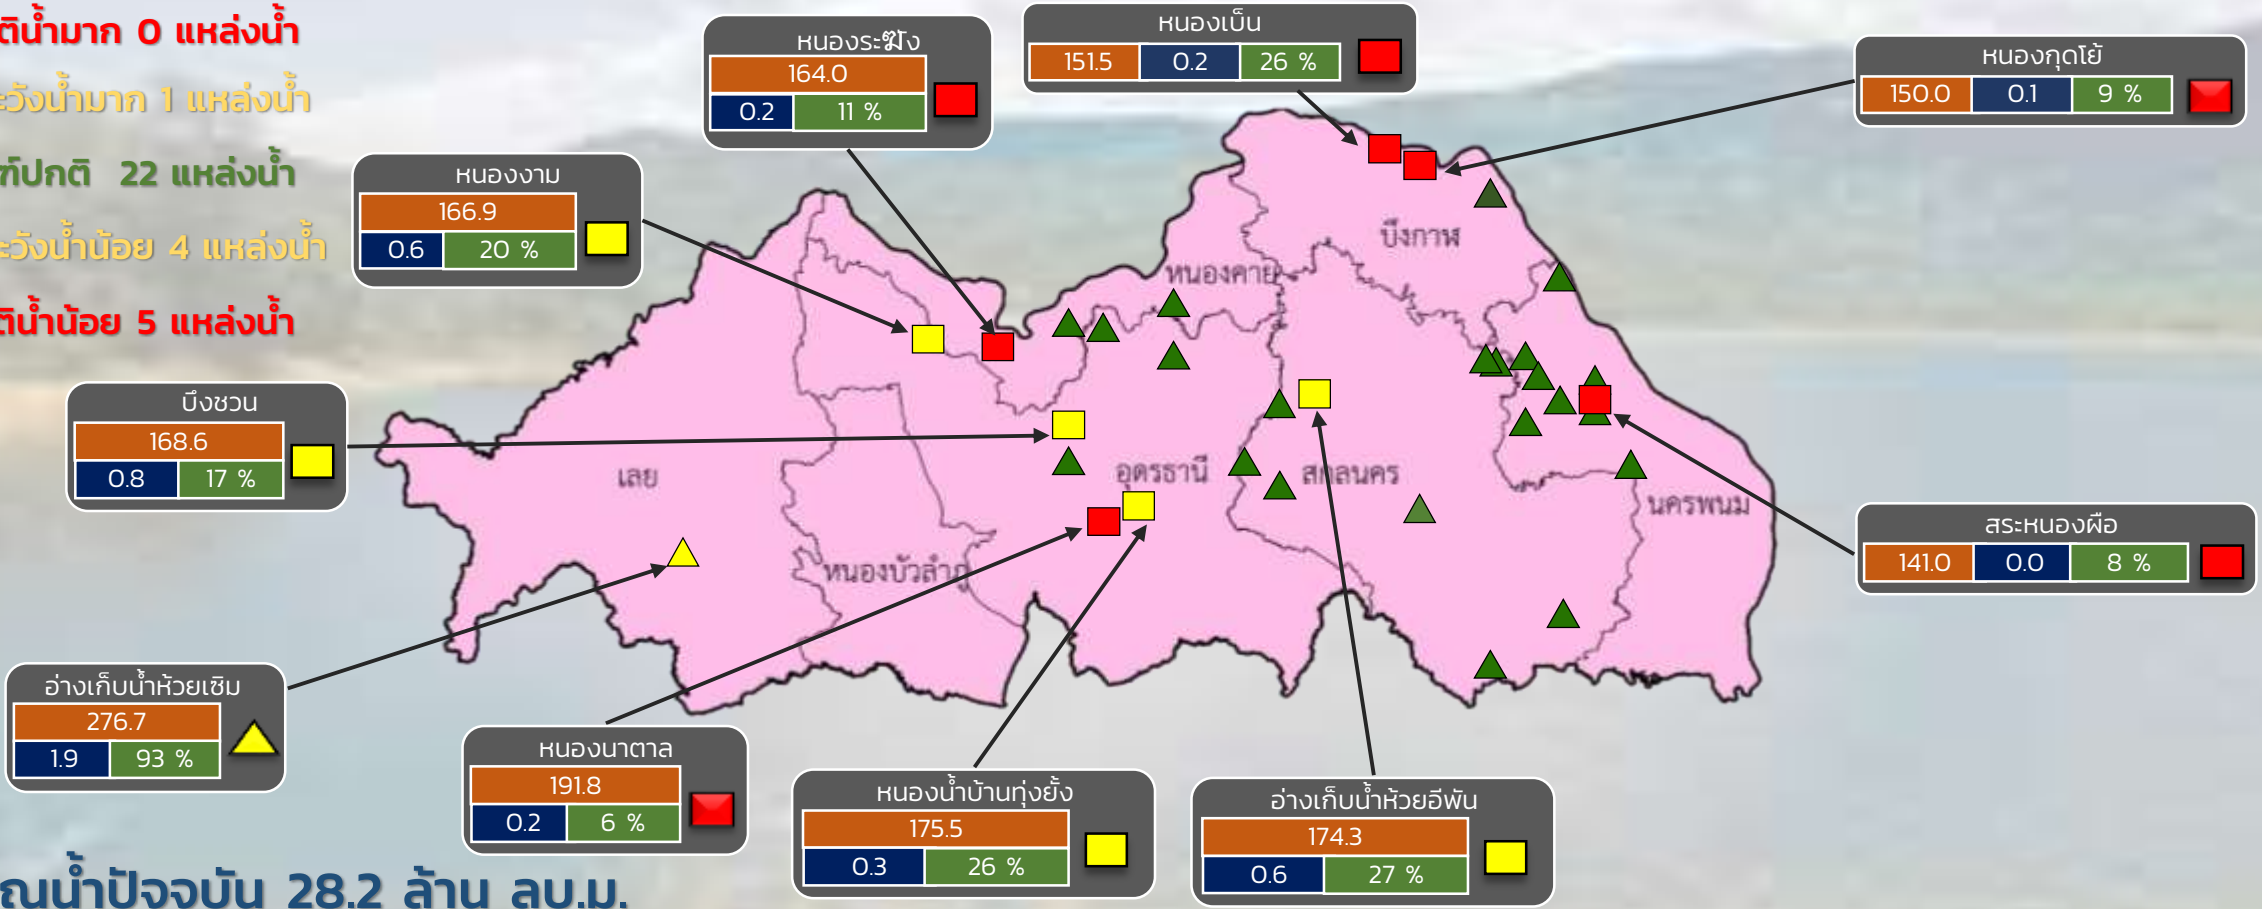 ติน้ำมาก 0 แหล่งน้ำ
ะวังน้ำมาก 1 แหล่งน้ำ
ฑ์ปกติ 22 แหล่งน้ำ
ะวังน้ำน้อย 4 แหล่งน้ำ
ติน้ำน้อย 5 แหล่งน้ำ
หนองระฆัง
164.0
0.2 11 %
หนองเบ็น
151.5 0.2 26 %
หนองกุดโย้
150.0 0.1 9 %
หนองงาม
166.9
0.6 20 %
บึงกาฬ
หนองคาย
บึงชวน
168.6
0.8 17 %
เลย
อุดรธานี
สกลนคร
นครพนม
หนองบัวลำภู
สระหนองผือ
141.0 0.0 8 %
อ่างเก็บน้ำห้วยเซิม
276.7
1.9 93 %
หนองนาตาล
191.8
0.2 6 %
หนองน้ำบ้านทุ่งยั้ง
175.5
0.3 26 %
อ่างเก็บน้ำห้วยอีพัน
174.3
0.6 27 %
ณน้ำปัจจุบัน 28.2 ล้าน ลบ.ม.